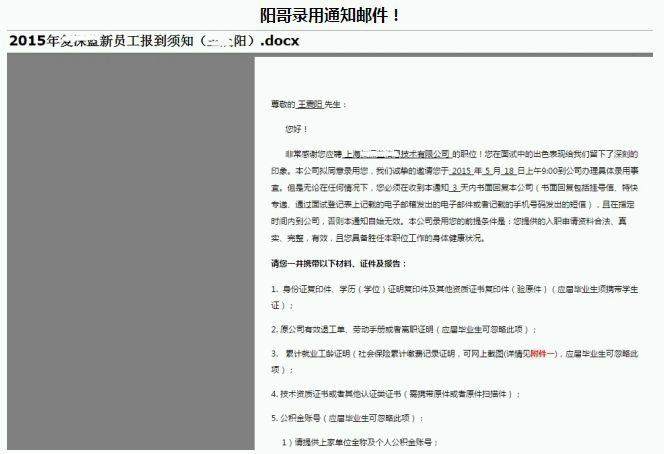 阳哥录用通知邮件！
2015年复深蓝新员工报到须知（王 阳）.docx
尊敬的 王 阳 先生：
您好！
非常感谢您应聘 上海 信息技术有限公司 的职位！您在面试中的出色表现给我们留下了深刻的
印象。本公司拟同意录用您，我们诚挚的邀请您于 2015 年 5 月 18 日上午9:00到公司办理具体录用事
宜。但是无论在任何情况下，您必须在收到本通知 3 天内书面回复本公司（书面回复包括挂号信、特快
专递、通过面试登记表上记载的电子邮箱发出的电子邮件或者记载的手机号码发出的短信），且在指定
时间内到公司，否则本通知自始无效。本公司录用您的前提条件是：您提供的入职申请资料合法、真
实、完整，有效，且您具备胜任本职位工作的身体健康状况。
请您一并携带以下材料、证件及报告：
1. 身份证复印件、学历（学位）证明复印件及其他资质证书复印件（验原件）（应届毕业生须携带学生
证）；
2. 原公司有效退工单、劳动手册或者离职证明（应届毕业生可忽略此项）；
3. 累计就业工龄证明（社会保险累计缴费记录证明，可网上截图(详情见附件一)，应届毕业生可忽略此
项）；
4. 技术资质证书或者其他认证类证书（需携带原件或者原件扫描件）；
5. 公积金账号（应届毕业生可忽略此项）；
1）请提供上家单位全称及个人公积金账号；